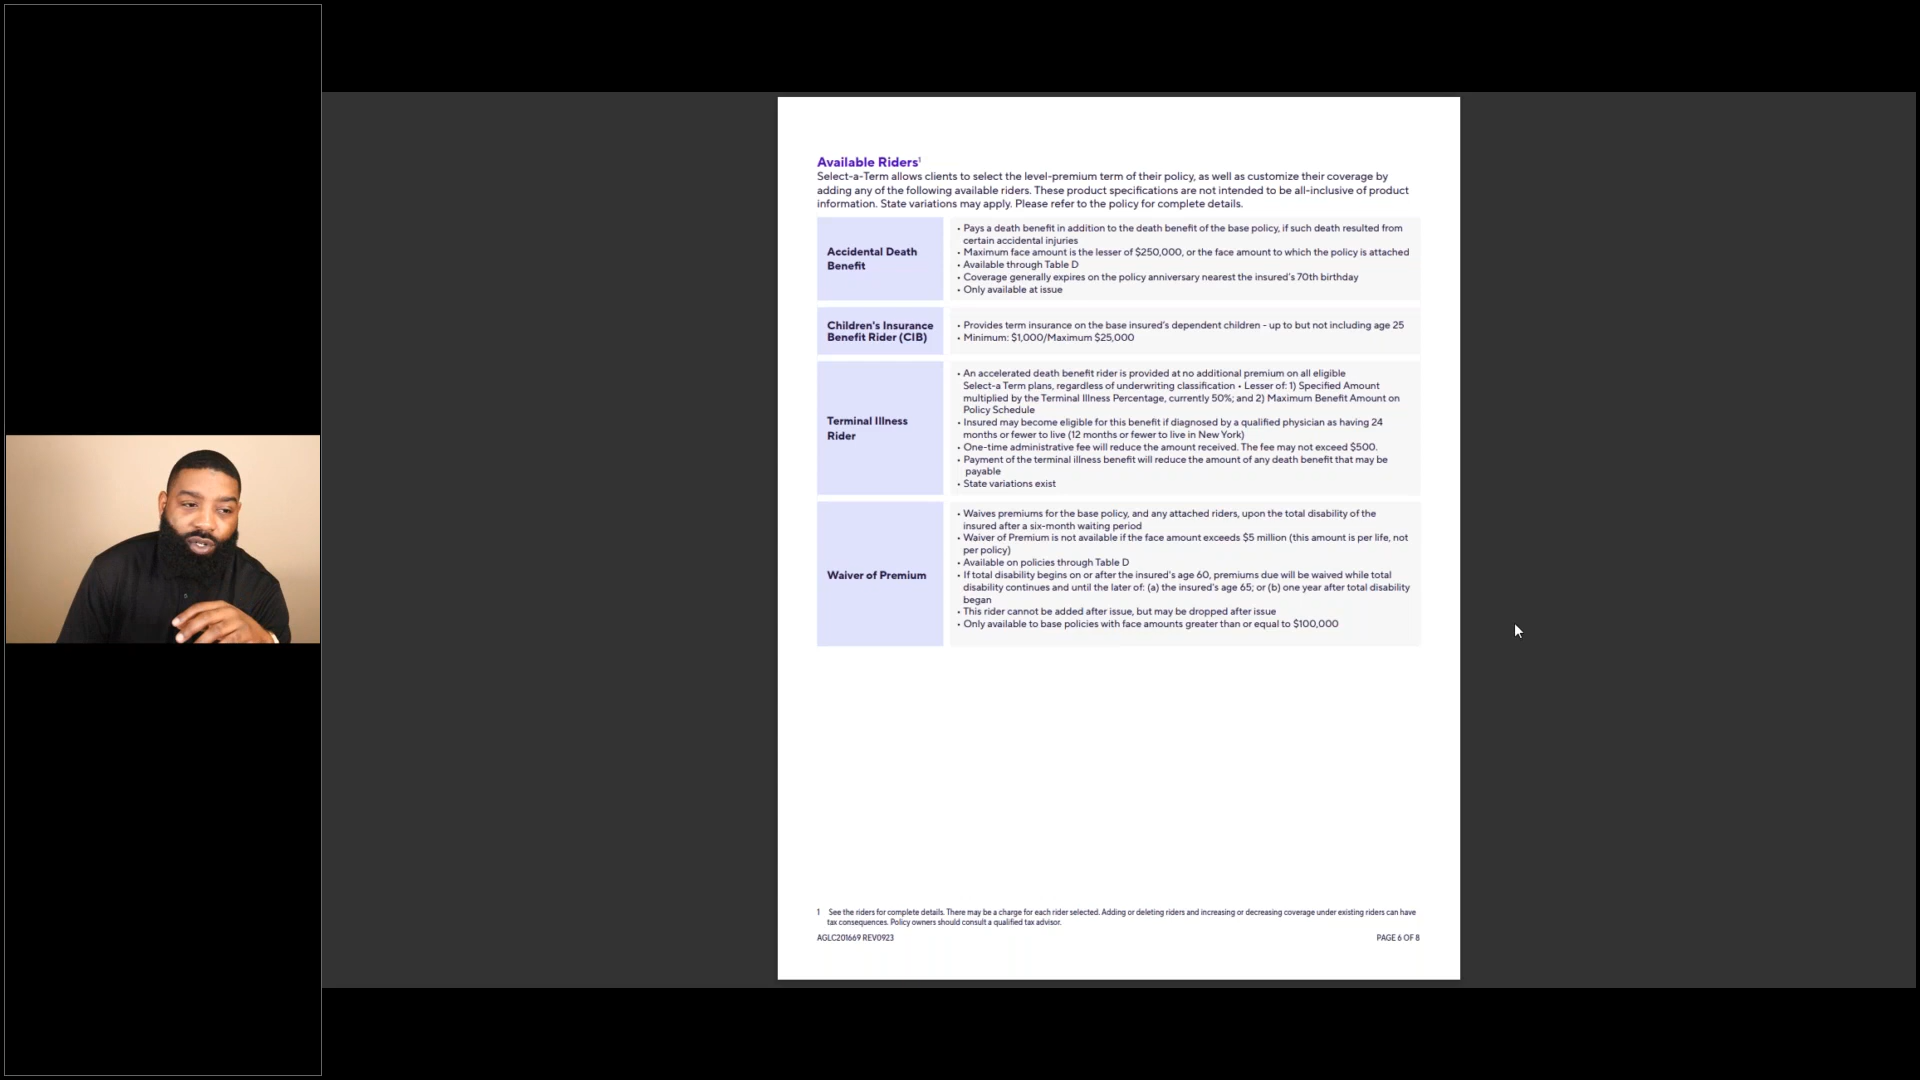 Available Riders¹
Select-a-Term allows clients to select the level-premium term of their policy, as well as customize their coverage by
adding any of the following available riders. These product specifications are not intended to be all-inclusive of product
information. State variations may apply. Please refer to the policy for complete details.
Accidental Death
Benefit
• Pays a death benefit in addition to the death benefit of the base policy, if such death resulted from
certain accidental injuries
• Maximum face amount is the lesser of $250,000, or the face amount to which the policy is attached
• Available through Table D
• Coverage generally expires on the policy anniversary nearest the insured's 70th birthday
• Only available at issue
Children's Insurance
Benefit Rider (CIB)
• Provides term insurance on the base insured's dependent children - up to but not including age 25
• Minimum: $1,000/Maximum $25,000
Terminal Illness
Rider
• An accelerated death benefit rider is provided at no additional premium on all eligible
Select-a Term plans, regardless of underwriting classification • Lesser of: 1) Specified Amount
multiplied by the Terminal Illness Percentage, currently 50%; and 2) Maximum Benefit Amount on
Policy Schedule
• Insured may become eligible for this benefit if diagnosed by a qualified physician as having 24
months or fewer to live (12 months or fewer to live in New York)
• One-time administrative fee will reduce the amount received. The fee may not exceed $500.
• Payment of the terminal illness benefit will reduce the amount of any death benefit that may be
payable
• State variations exist
Waiver of Premium
• Waives premiums for the base policy, and any attached riders, upon the total disability of the
insured after a six-month waiting period
• Waiver of Premium is not available if the face amount exceeds $5 million (this amount is per life, not
per policy)
• Available on policies through Table D
• If total disability begins on or after the insured's age 60, premiums due will be waived while total
disability continues and until the later of: (a) the insured's age 65; or (b) one year after total disability
began
• This rider cannot be added after issue, but may be dropped after issue
• Only available to base policies with face amounts greater than or equal to $100,000
1 See the riders for complete details. There may be a charge for each rider selected. Adding or deleting riders and increasing or decreasing coverage under existing riders can have
tax consequences. Policy owners should consult a qualified tax advisor.
AGLC201669 REV0923
PAGE 6 OF 8